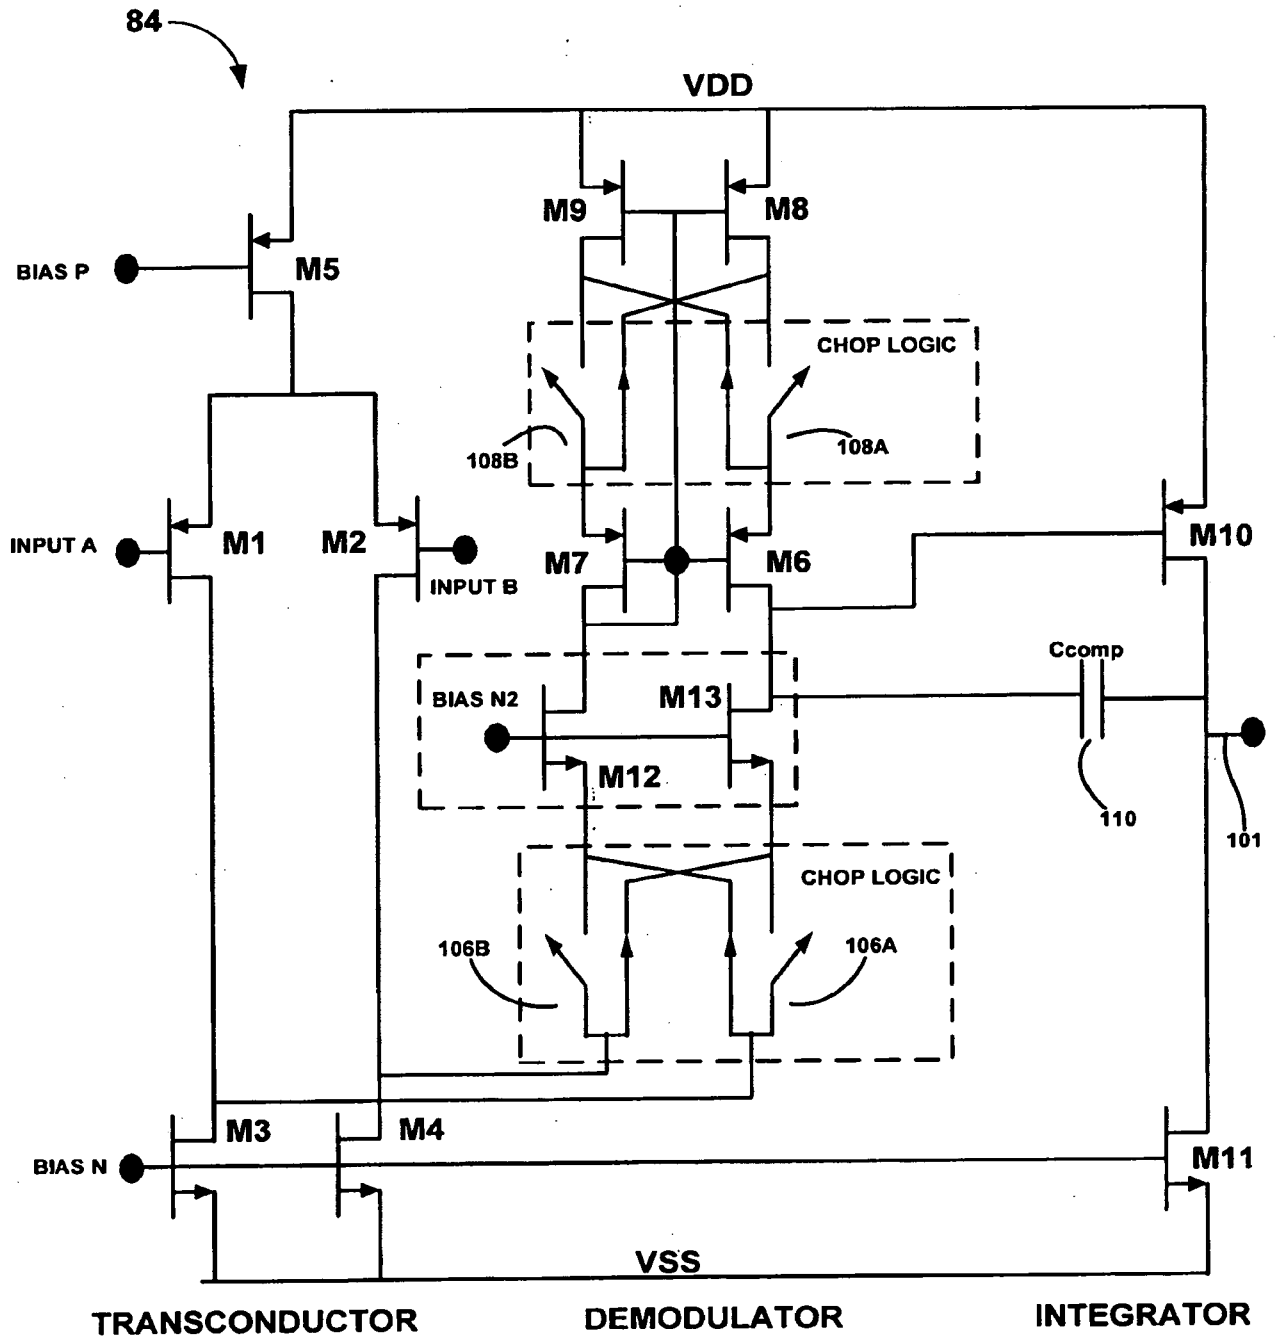 84
VDD
M9
M8
BIAS P
M5
CHOP LOGIC
108B
108A
INPUT A
M1
M2
INPUT B
M7
M6
M10
Ccomp
BIAS N2
M13
M12
110
101
CHOP LOGIC
106B
106A
M3
M4
BIAS N
M11
VSS
TRANSCONDUCTOR
DEMODULATOR
INTEGRATOR